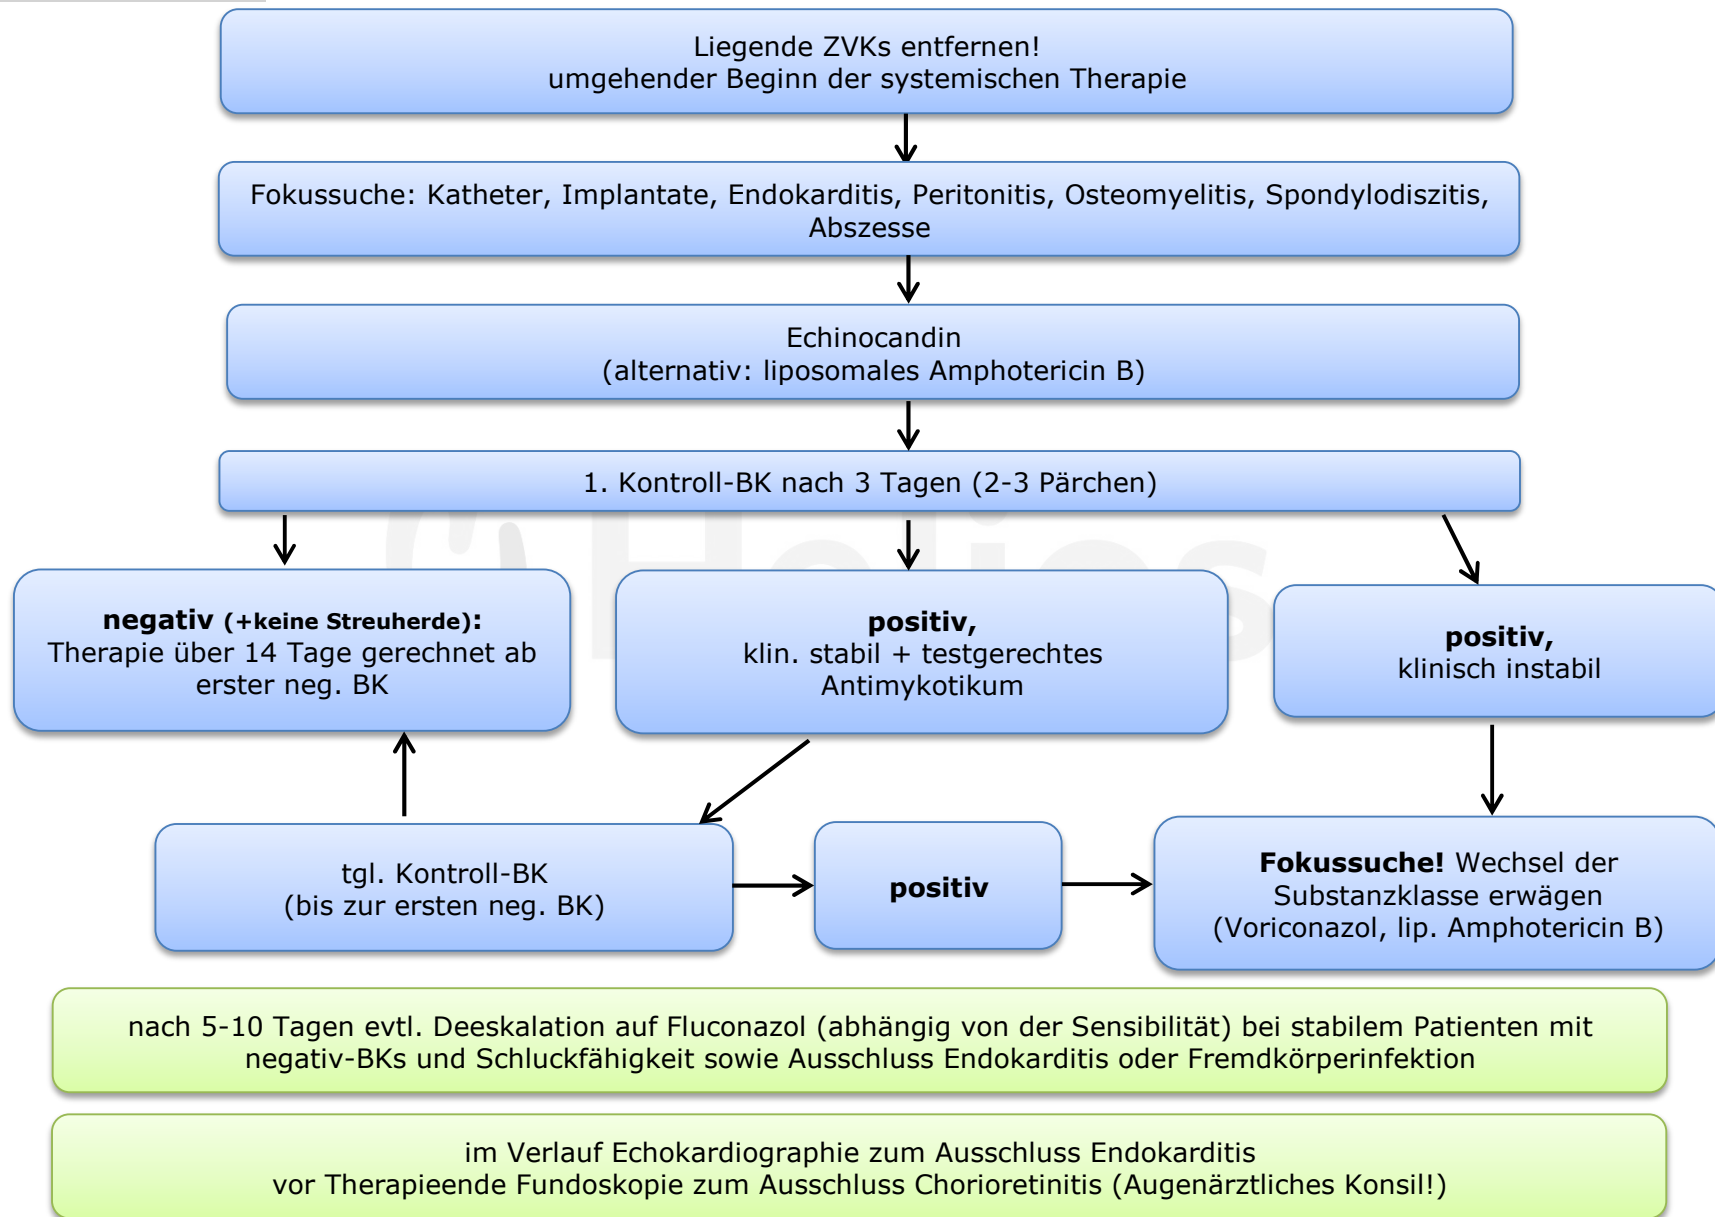 Liegende ZVKs entfernen!
umgehender Beginn der systemischen Therapie
Fokussuche: Katheter, Implantate, Endokarditis, Peritonitis, Osteomyelitis, Spondylodiszitis,
Abszesse
Echinocandin
(alternativ: liposomales Amphotericin B)
1. Kontroll-BK nach 3 Tagen (2-3 Pärchen)
Helios
negativ (+keine Streuherde):
Therapie über 14 Tage gerechnet ab
erster neg. BK
positiv,
klin. stabil + testgerechtes
Antimykotikum
positiv,
klinisch instabil
tgl. Kontroll-BK
(bis zur ersten neg. BK)
positiv
Fokussuche! Wechsel der
Substanzklasse erwägen
(Voriconazol, lip. Amphotericin B)
nach 5-10 Tagen evtl. Deeskalation auf Fluconazol (abhängig von der Sensibilität) bei stabilem Patienten mit
negativ-BKs und Schluckfähigkeit sowie Ausschluss Endokarditis oder Fremdkörperinfektion
im Verlauf Echokardiographie zum Ausschluss Endokarditis
vor Therapieende Fundoskopie zum Ausschluss Chorioretinitis (Augenärztliches Konsil!)